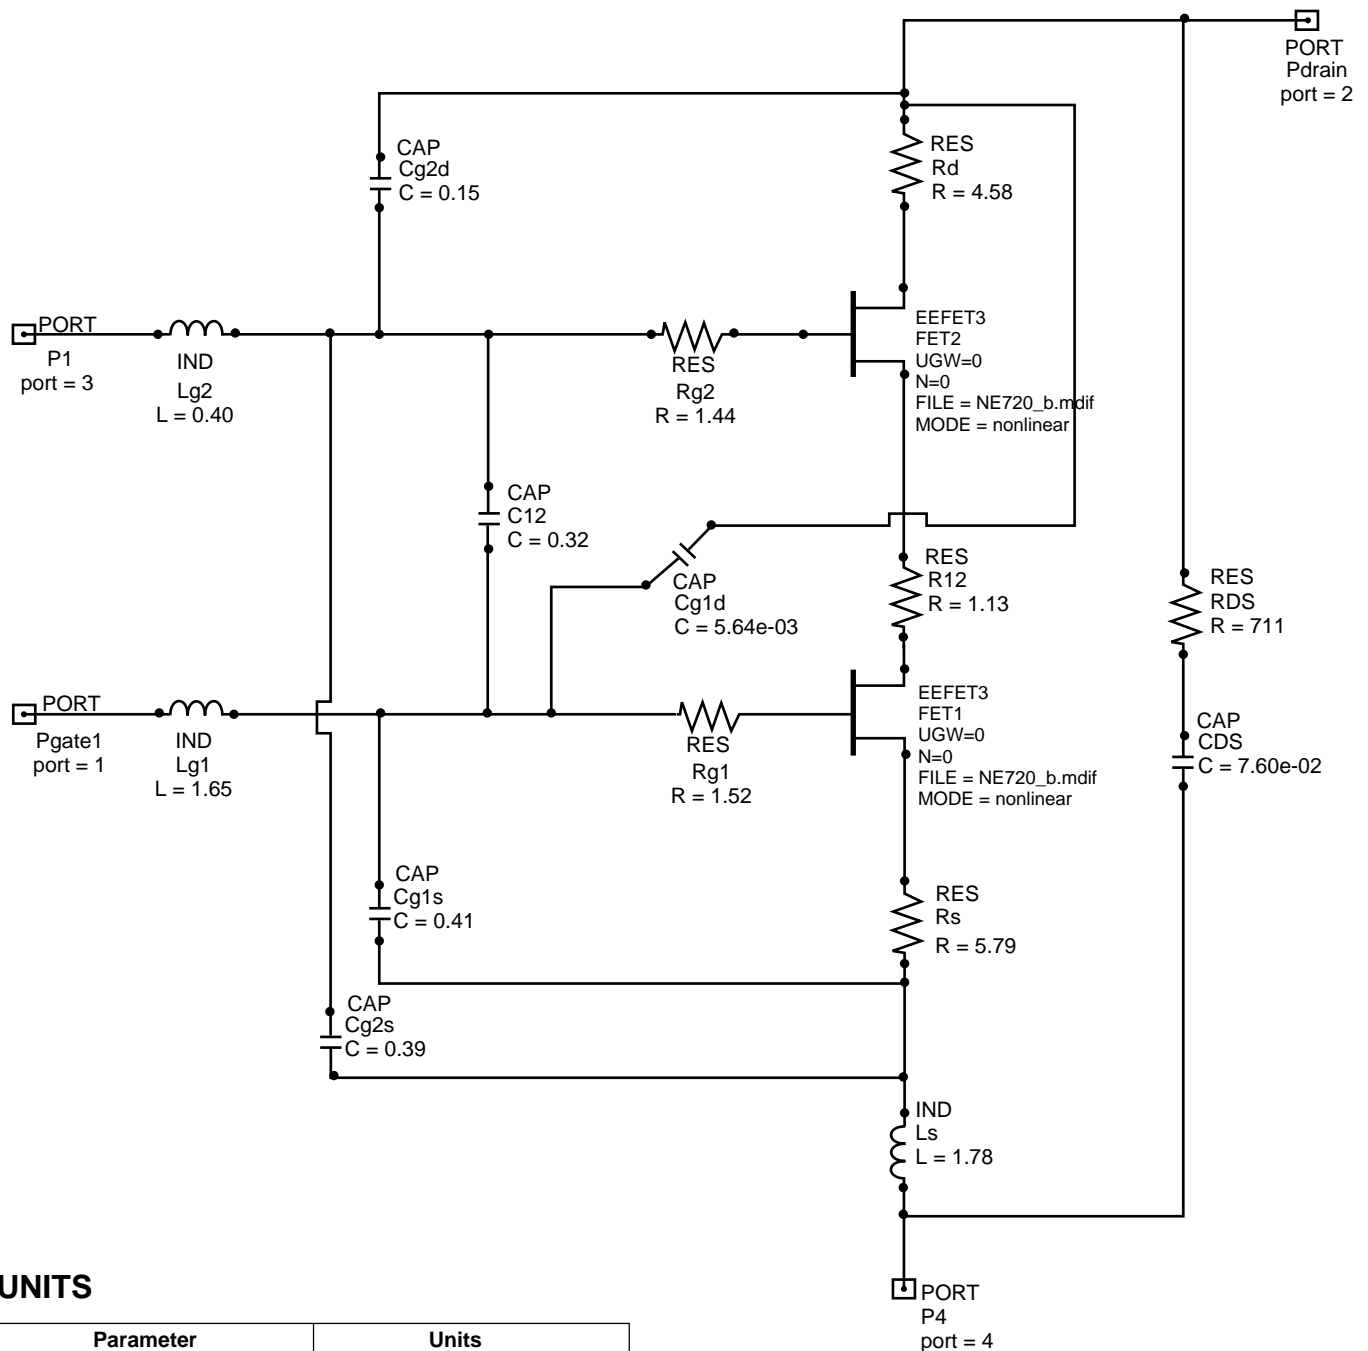 PORT
Pdrain
port = 2
CAP
Cg2d
C = 0.15
RES
Rd
R = 4.58
PORT
P1
port = 3
IND
Lg2
L = 0.40
RES
Rg2
R = 1.44
EEFET3
FET2
UGW=0
N=0
FILE = NE720_b.mdif
MODE = nonlinear
CAP
C12
C = 0.32
CAP
Cg1d
C = 5.64e-03
RES
R12
R = 1.13
RES
RDS
R = 711
PORT
Pgate1
port = 1
IND
Lg1
L = 1.65
RES
Rg1
R = 1.52
EEFET3
FET1
UGW=0
N=0
FILE = NE720_b.mdif
MODE = nonlinear
CAP
CDS
C = 7.60e-02
CAP
Cg1s
C = 0.41
RES
Rs
R = 5.79
CAP
Cg2s
C = 0.39
IND
Ls
L = 1.78
PORT
P4
port = 4
UNITS
Parameter Units